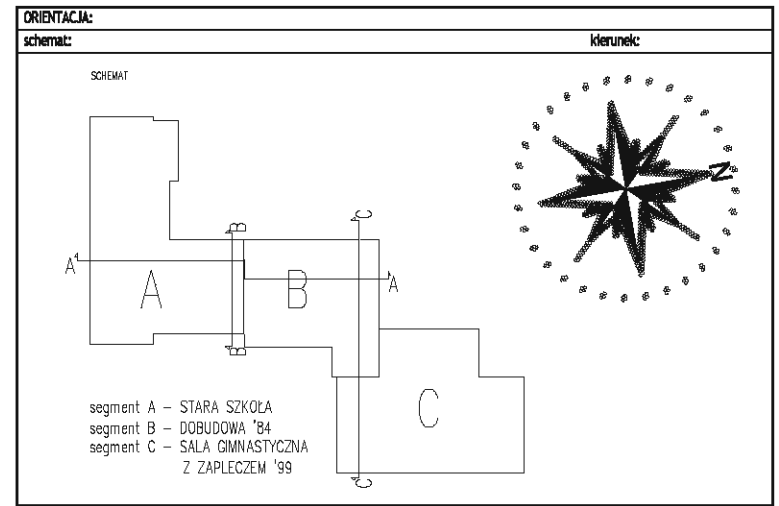 ORIENTACJA:
schemat: kierunek:
SCHEMAT
N
B
C
A
A
B
A
B
C
segment A – STARA SZKOŁA
segment B – DOBUDOWA '84
segment C – SALA GIMNASTYCZNA
Z ZAPLECZEM '99
C